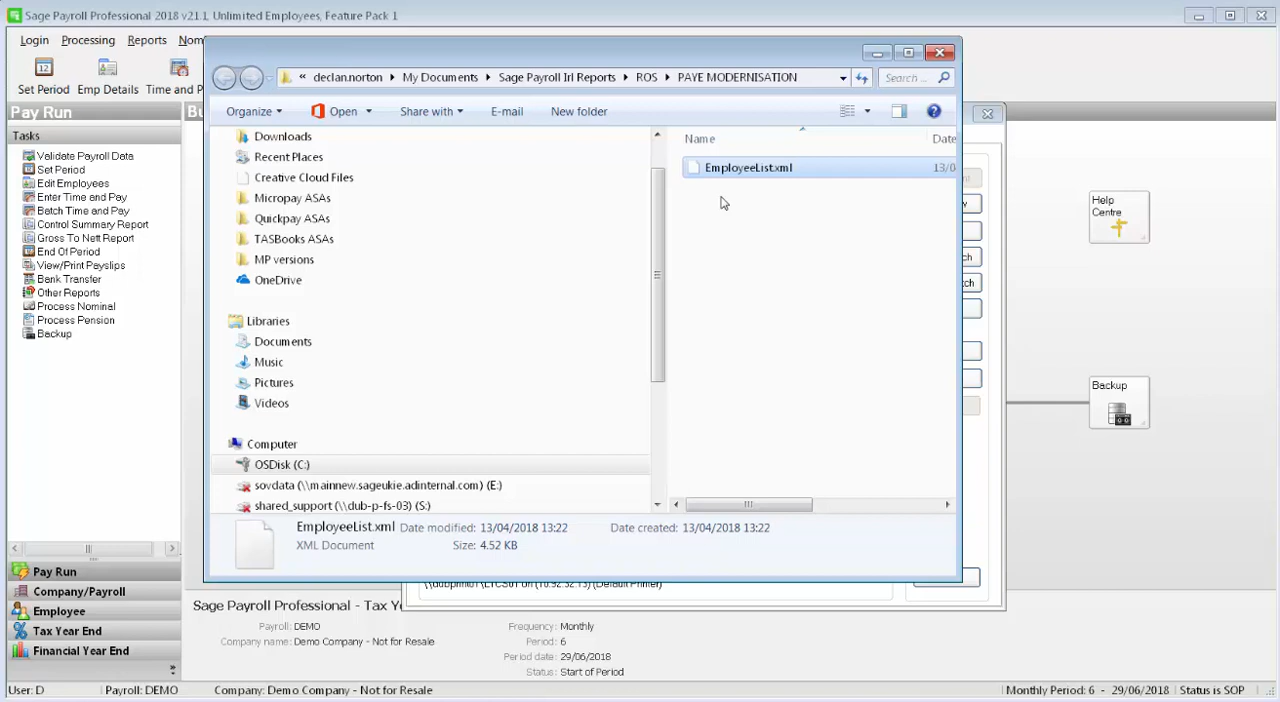 Sage Payroll Professional 2018 v21.1, Unlimited Employees, Feature Pack 1
Login Processing Reports Nom
« declan.norton ▸ My Documents ▸ Sage Payroll Irl Reports ▸ ROS ▸ PAYE MODERNISATION Search ...
Set Period Emp Details Time and P
Organize Open Share with E-mail New folder
Pay Run
Bu
Tasks
Validate Payroll Data
Set Period
Edit Employees
Enter Time and Pay
Batch Time and Pay
Control Summary Report
Gross To Nett Report
End Of Period
View/Print Payslips
Bank Transfer
Other Reports
Process Nominal
Process Pension
Backup
Pay Run
Company/Payroll
Employee
Tax Year End
Financial Year End
Downloads
Recent Places
Creative Cloud Files
Micropay ASAs
Quickpay ASAs
TASBooks ASAs
MP versions
OneDrive
Libraries
Documents
Music
Pictures
Videos
Computer
OSDisk (C:)
sovdata (\\mainnew.sageukie.adinternal.com) (E:)
shared_support (\\dub-p-fs-03) (S:)
Name Date
EmployeeList.xml 13/0
EmployeeList.xml Date modified: 13/04/2018 13:22 Date created: 13/04/2018 13:22
XML Document Size: 4.52 KB
y
ch
ch
Help
Centre
Backup
(Default Printer)
Sage Payroll Professional - Tax Y
Payroll: DEMO
Company name: Demo Company - Not for Resale
Frequency: Monthly
Period: 6
Period date: 29/06/2018
Status: Start of Period
User: D Payroll: DEMO Company: Demo Company - Not for Resale Monthly Period: 6 - 29/06/2018 Status is SOP